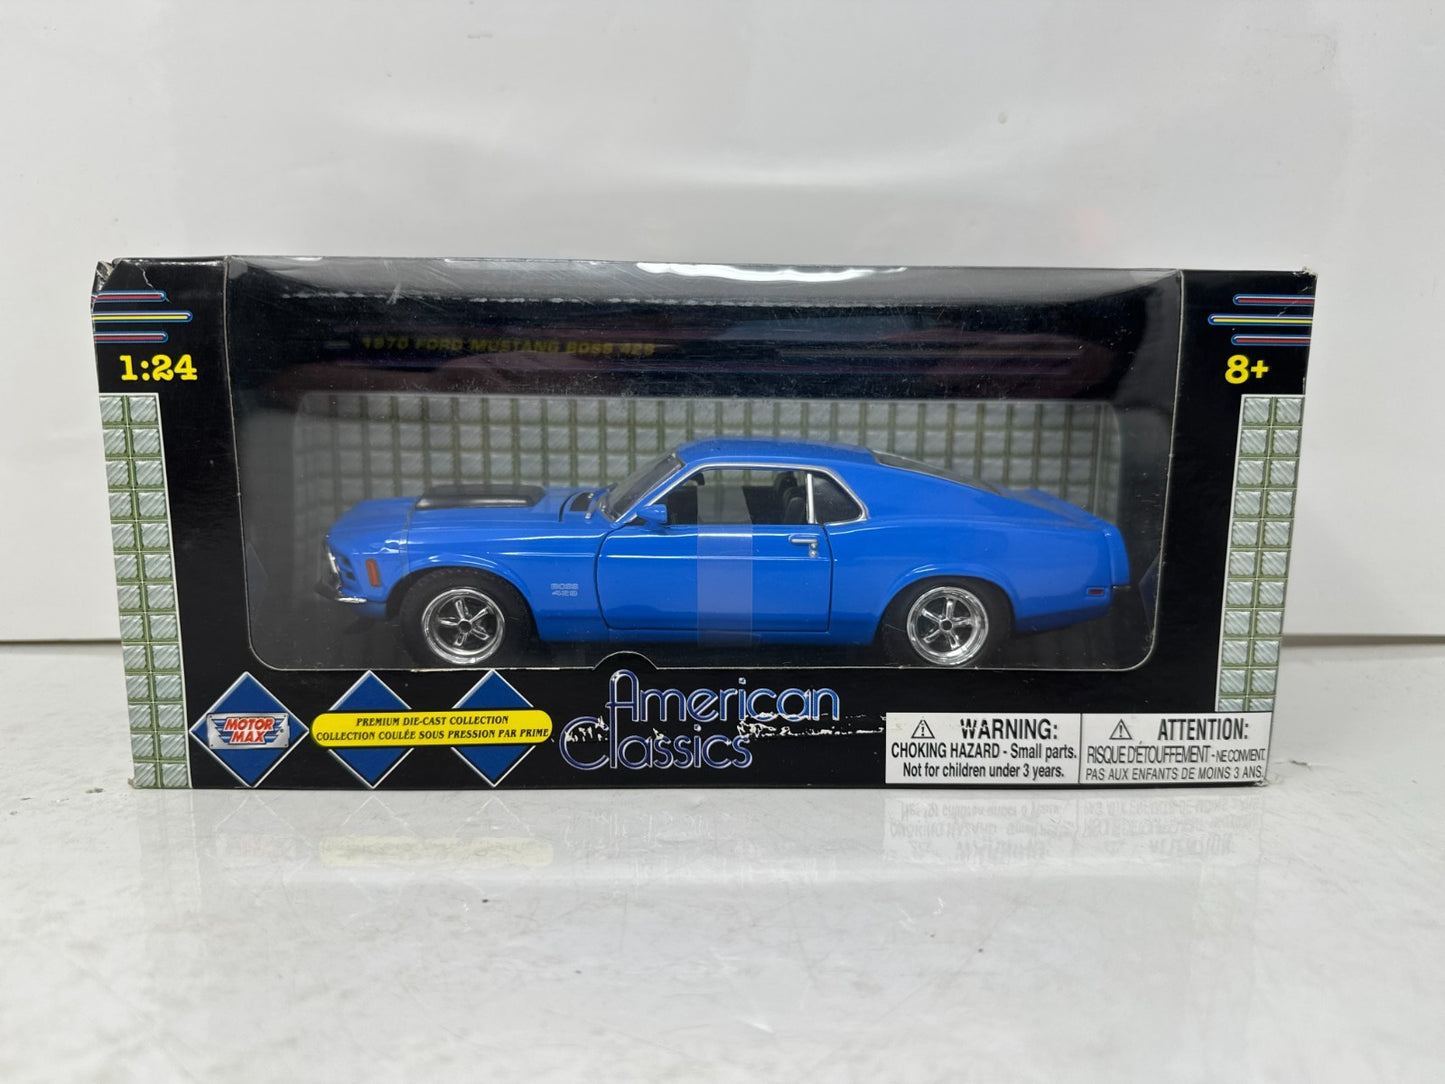 1:24
8+
1970 FORD MUSTANG BOSS 429
BOSS
429
MOTOR
MAX
PREMIUM DIE-CAST COLLECTION
COLLECTION COULÉE SOUS PRESSION PAR PRIME
American
Classics
WARNING:
CHOKING HAZARD - Small parts.
Not for children under 3 years.
ATTENTION:
RISQUE D'ÉTOUFFEMENT - NE CONVIENT
PAS AUX ENFANTS DE MOINS 3 ANS.